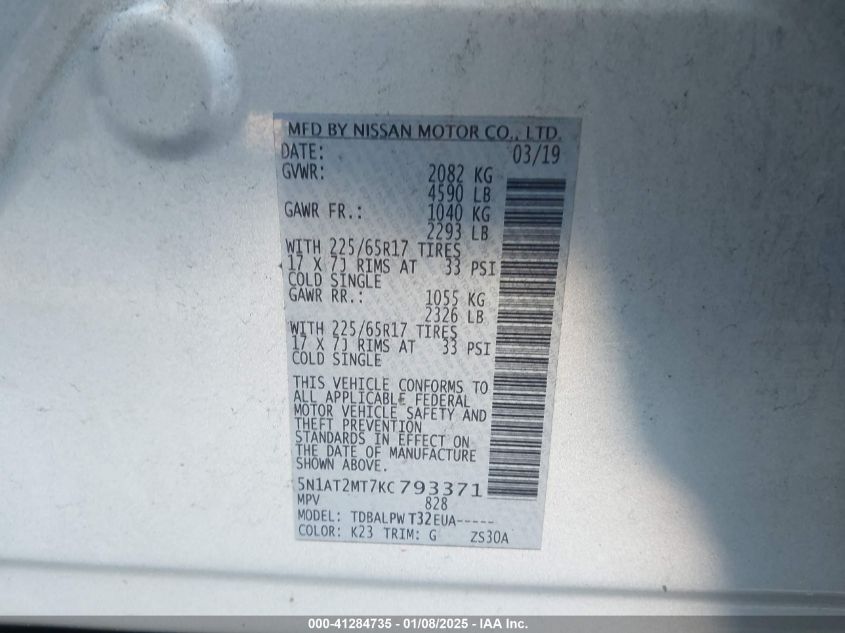 MFD BY NISSAN MOTOR CO., LTD.
DATE: 03/19
GVWR: 2082 KG
4590 LB
GAWR FR.: 1040 KG
2293 LB
WITH 225/65R17 TIRES
17 X 7J RIMS AT 33 PSI
COLD SINGLE
GAWR RR.: 1055 KG
2326 LB
WITH 225/65R17 TIRES
17 X 7J RIMS AT 33 PSI
COLD SINGLE
THIS VEHICLE CONFORMS TO
ALL APPLICABLE FEDERAL
MOTOR VEHICLE SAFETY AND
THEFT PREVENTION
STANDARDS IN EFFECT ON
THE DATE OF MANUFACTURE
SHOWN ABOVE.
5N1AT2MT7KC793371
MPV 828
MODEL: TDBALPW T32EUA-----
COLOR: K23 TRIM: G ZS30A
000-41284735 - 01/08/2025 - IAA Inc.